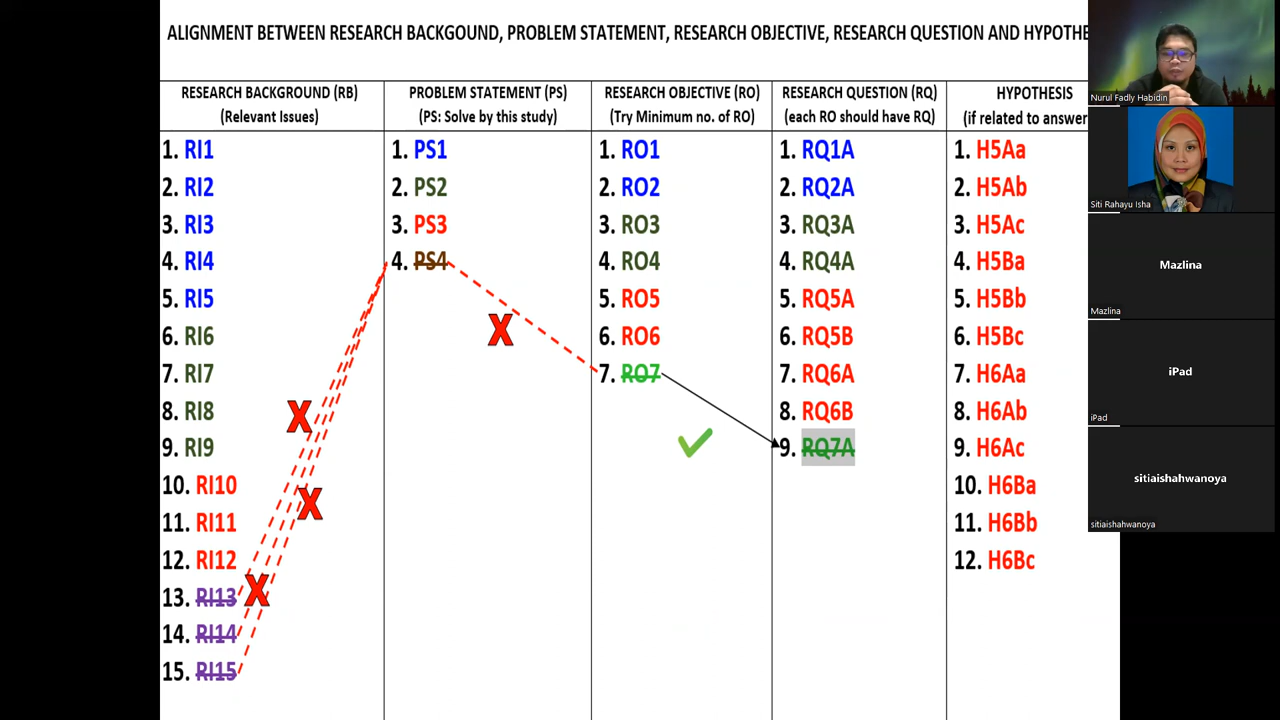 ALIGNMENT BETWEEN RESEARCH BACKGOUND, PROBLEM STATEMENT, RESEARCH OBJECTIVE, RESEARCH QUESTION AND HYPOTHE
RESEARCH BACKGROUND (RB)
(Relevant Issues)
1. RI1
2. RI2
3. RI3
4. RI4
5. RI5
6. RI6
7. RI7
8. RI8
9. RI9
10. RI10
11. RI11
12. RI12
13. RI13
14. RI14
15. RI15
PROBLEM STATEMENT (PS)
(PS: Solve by this study)
1. PS1
2. PS2
3. PS3
4. PS4
RESEARCH OBJECTIVE (RO)
(Try Minimum no. of RO)
1. RO1
2. RO2
3. RO3
4. RO4
5. RO5
6. RO6
7. RO7
RESEARCH QUESTION (RQ)
(each RO should have RQ)
1. RQ1A
2. RQ2A
3. RQ3A
4. RQ4A
5. RQ5A
6. RQ5B
7. RQ6A
8. RQ6B
9. RQ7A
HYPOTHESIS
(if related to answer
1. H5Aa
2. H5Ab
3. H5Ac
4. H5Ba
5. H5Bb
6. H5Bc
7. H6Aa
8. H6Ab
9. H6Ac
10. H6Ba
11. H6Bb
12. H6Bc
X
X
X
X
Nurul Fadly Habidin
Siti Rahayu Isha
Mazlina
Mazlina
iPad
iPad
sitiaishahwanoya
sitiaishahwanoya